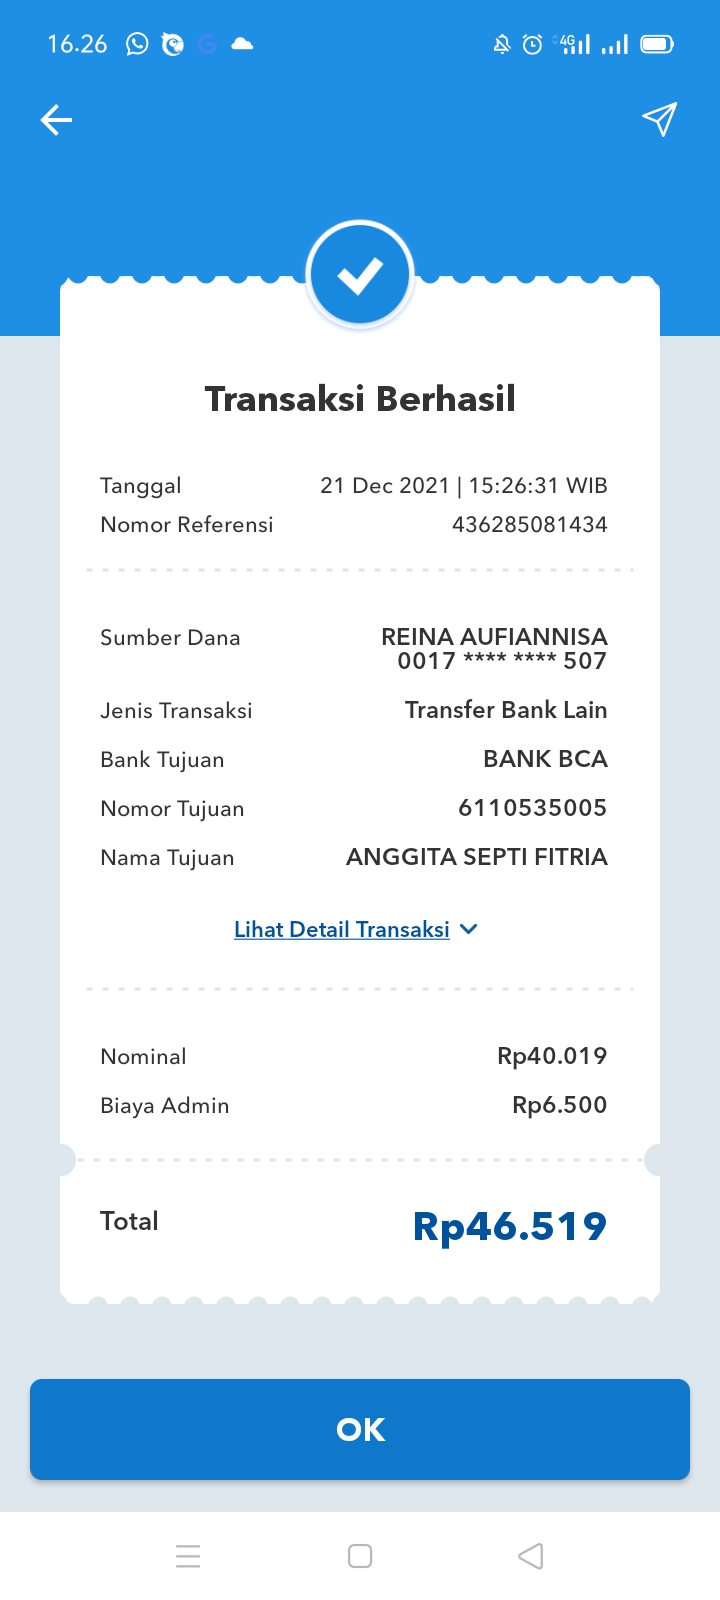 16.26
4G
Transaksi Berhasil
Tanggal 21 Dec 2021 | 15:26:31 WIB
Nomor Referensi 436285081434
Sumber Dana REINA AUFIANNISA
0017 **** **** 507
Jenis Transaksi Transfer Bank Lain
Bank Tujuan BANK BCA
Nomor Tujuan 6110535005
Nama Tujuan ANGGITA SEPTI FITRIA
Lihat Detail Transaksi
Nominal Rp40.019
Biaya Admin Rp6.500
Total Rp46.519
OK